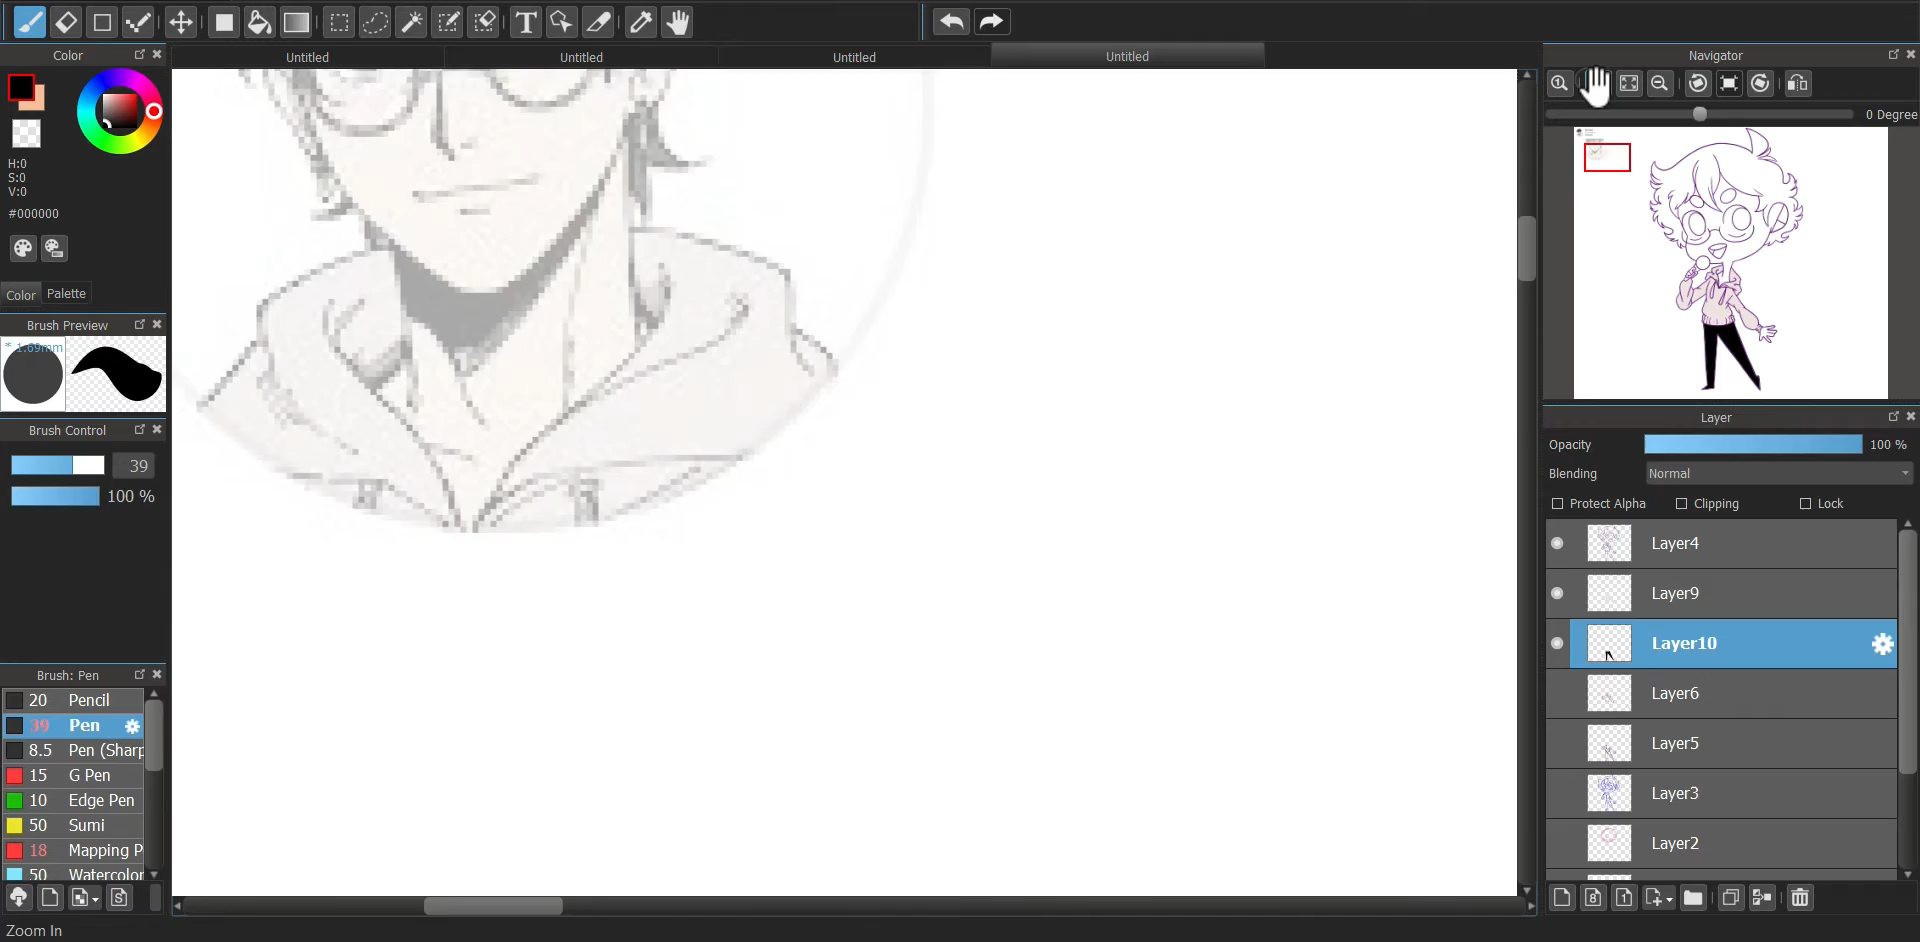 Untitled
Untitled
Untitled
Untitled
Color
H:0
S:0
V:0
#000000
Color
Palette
Brush Preview
* 1.69mm
Brush Control
39
100 %
Brush: Pen
20 Pencil
39 Pen
8.5 Pen (Sharp
15 G Pen
10 Edge Pen
50 Sumi
18 Mapping P
50 Watercolor
Zoom In
Navigator
0 Degree
Layer
Opacity
100 %
Blending
Normal
Protect Alpha
Clipping
Lock
Layer4
Layer9
Layer10
Layer6
Layer5
Layer3
Layer2